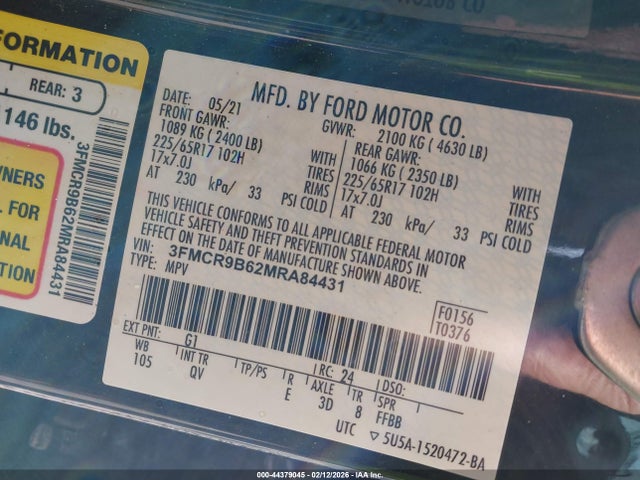 W0168 CO
FORMATION
REAR: 3
146 lbs.
WNERS
. FOR
ONAL
3FMCR9B62MRA84431
MFD. BY FORD MOTOR CO.
DATE: 05/21 GVWR: 2100 KG ( 4630 LB)
FRONT GAWR: REAR GAWR:
1089 KG ( 2400 LB) WITH 1066 KG ( 2350 LB) WITH
225/65R17 102H TIRES 225/65R17 102H TIRES
17x7.0J RIMS 17x7.0J RIMS
AT 230 kPa/ 33 PSI COLD AT 230 kPa/ 33 PSI COLD
THIS VEHICLE CONFORMS TO ALL APPLICABLE FEDERAL MOTOR
VEHICLE SAFETY AND THEFT PREVENTION STANDARDS IN
EFFECT ON THE DATE OF MANUFACTURE SHOWN ABOVE.
VIN: 3FMCR9B62MRA84431
TYPE: MPV
F0156
T0376
EXT PNT: G1 RC: 24 DSO:
WB INT TR TP/PS R AXLE TR SPR
105 QV E 3D 8 FFBB
UTC ▽ 5U5A-1520472-BA
000-44379045 - 02/12/2026 - IAA Inc.